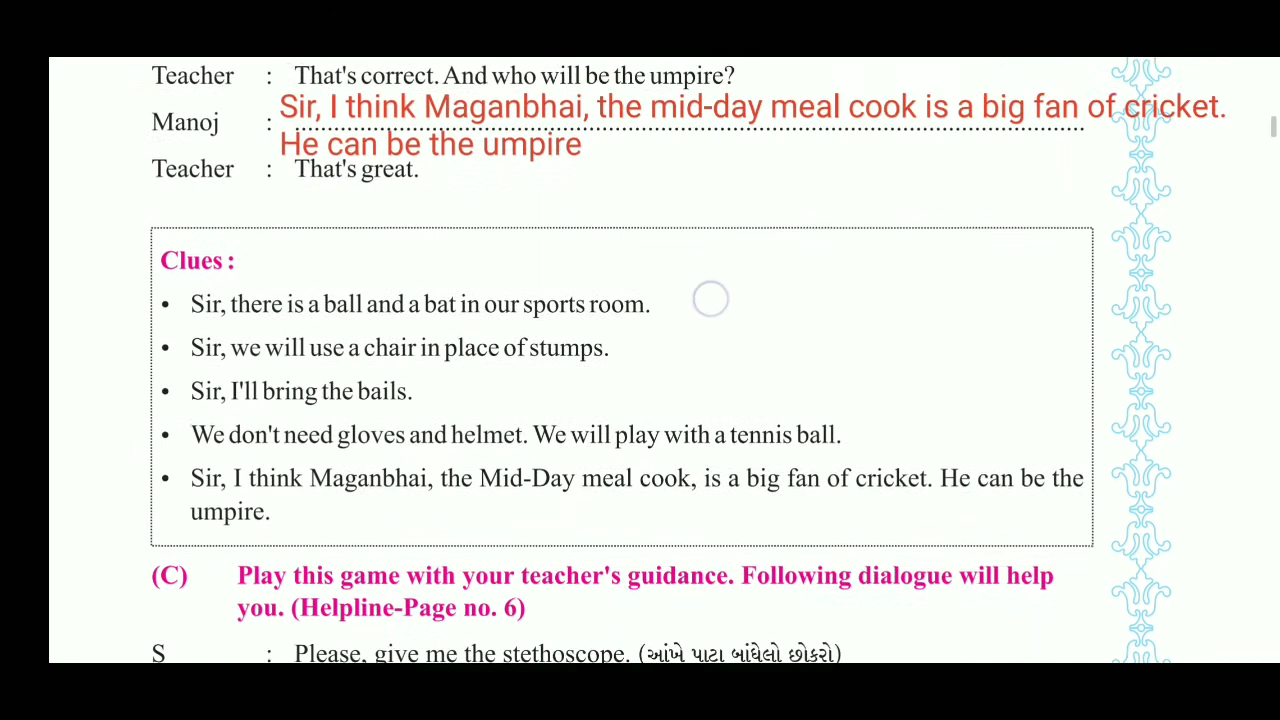 Teacher : That's correct. And who will be the umpire?
Sir, I think Maganbhai, the mid-day meal cook is a big fan of cricket.
Manoj : ................................................................
He can be the umpire
Teacher : That's great.
Clues :
• Sir, there is a ball and a bat in our sports room.
• Sir, we will use a chair in place of stumps.
• Sir, I'll bring the bails.
• We don't need gloves and helmet. We will play with a tennis ball.
• Sir, I think Maganbhai, the Mid-Day meal cook, is a big fan of cricket. He can be the
umpire.
(C) Play this game with your teacher's guidance. Following dialogue will help
you. (Helpline-Page no. 6)
S : Please, give me the stethoscope. (આંખે પાટા બાંધેલો છોકરો)